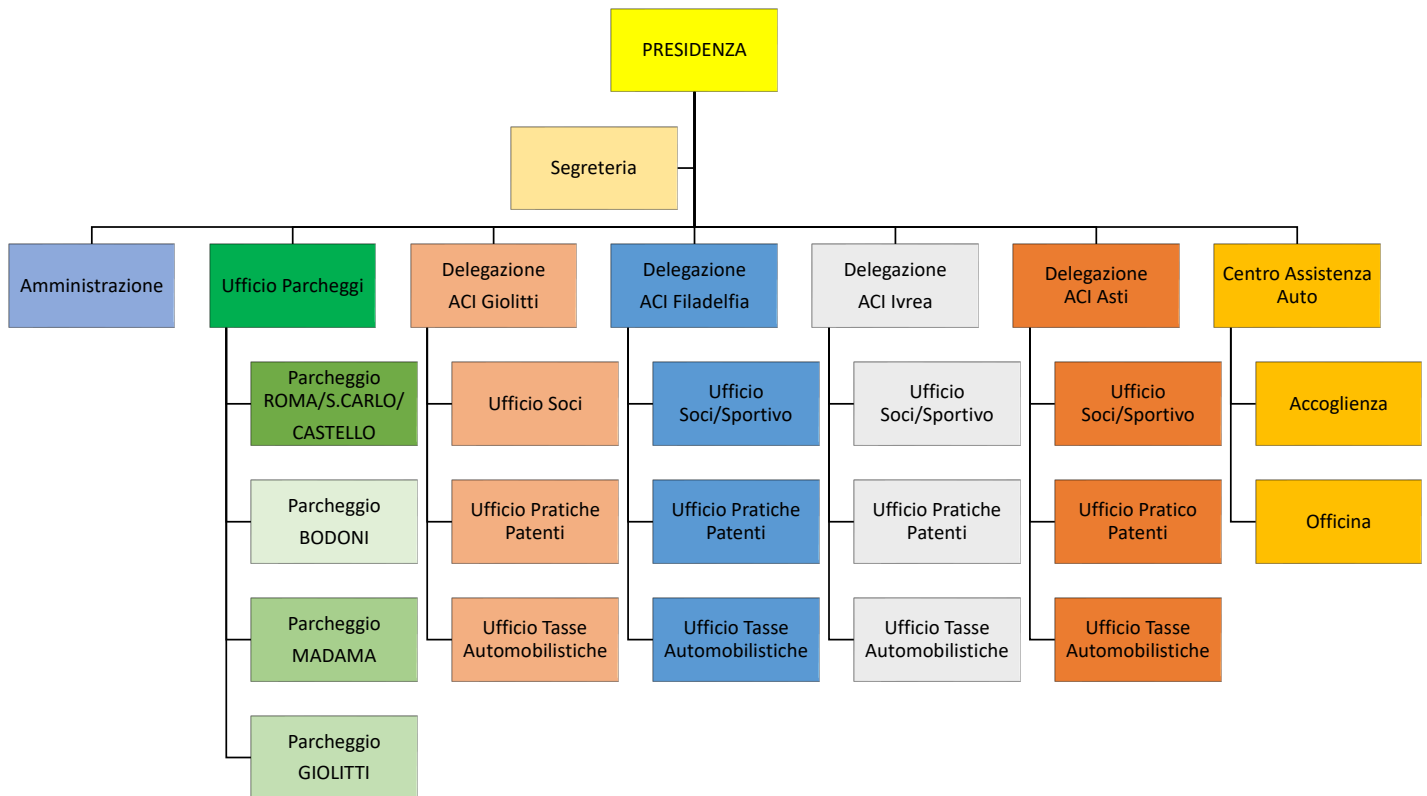 PRESIDENZA
Segreteria
Amministrazione
Ufficio Parcheggi
Delegazione
ACI Giolitti
Delegazione
ACI Filadelfia
Delegazione
ACI Ivrea
Delegazione
ACI Asti
Centro Assistenza
Auto
Parcheggio
ROMA/S.CARLO/
CASTELLO
Ufficio Soci
Ufficio
Soci/Sportivo
Ufficio
Soci/Sportivo
Ufficio
Soci/Sportivo
Accoglienza
Parcheggio
BODONI
Ufficio Pratiche
Patenti
Ufficio Pratiche
Patenti
Ufficio Pratiche
Patenti
Ufficio Pratico
Patenti
Officina
Parcheggio
MADAMA
Ufficio Tasse
Automobilistiche
Ufficio Tasse
Automobilistiche
Ufficio Tasse
Automobilistiche
Ufficio Tasse
Automobilistiche
Parcheggio
GIOLITTI